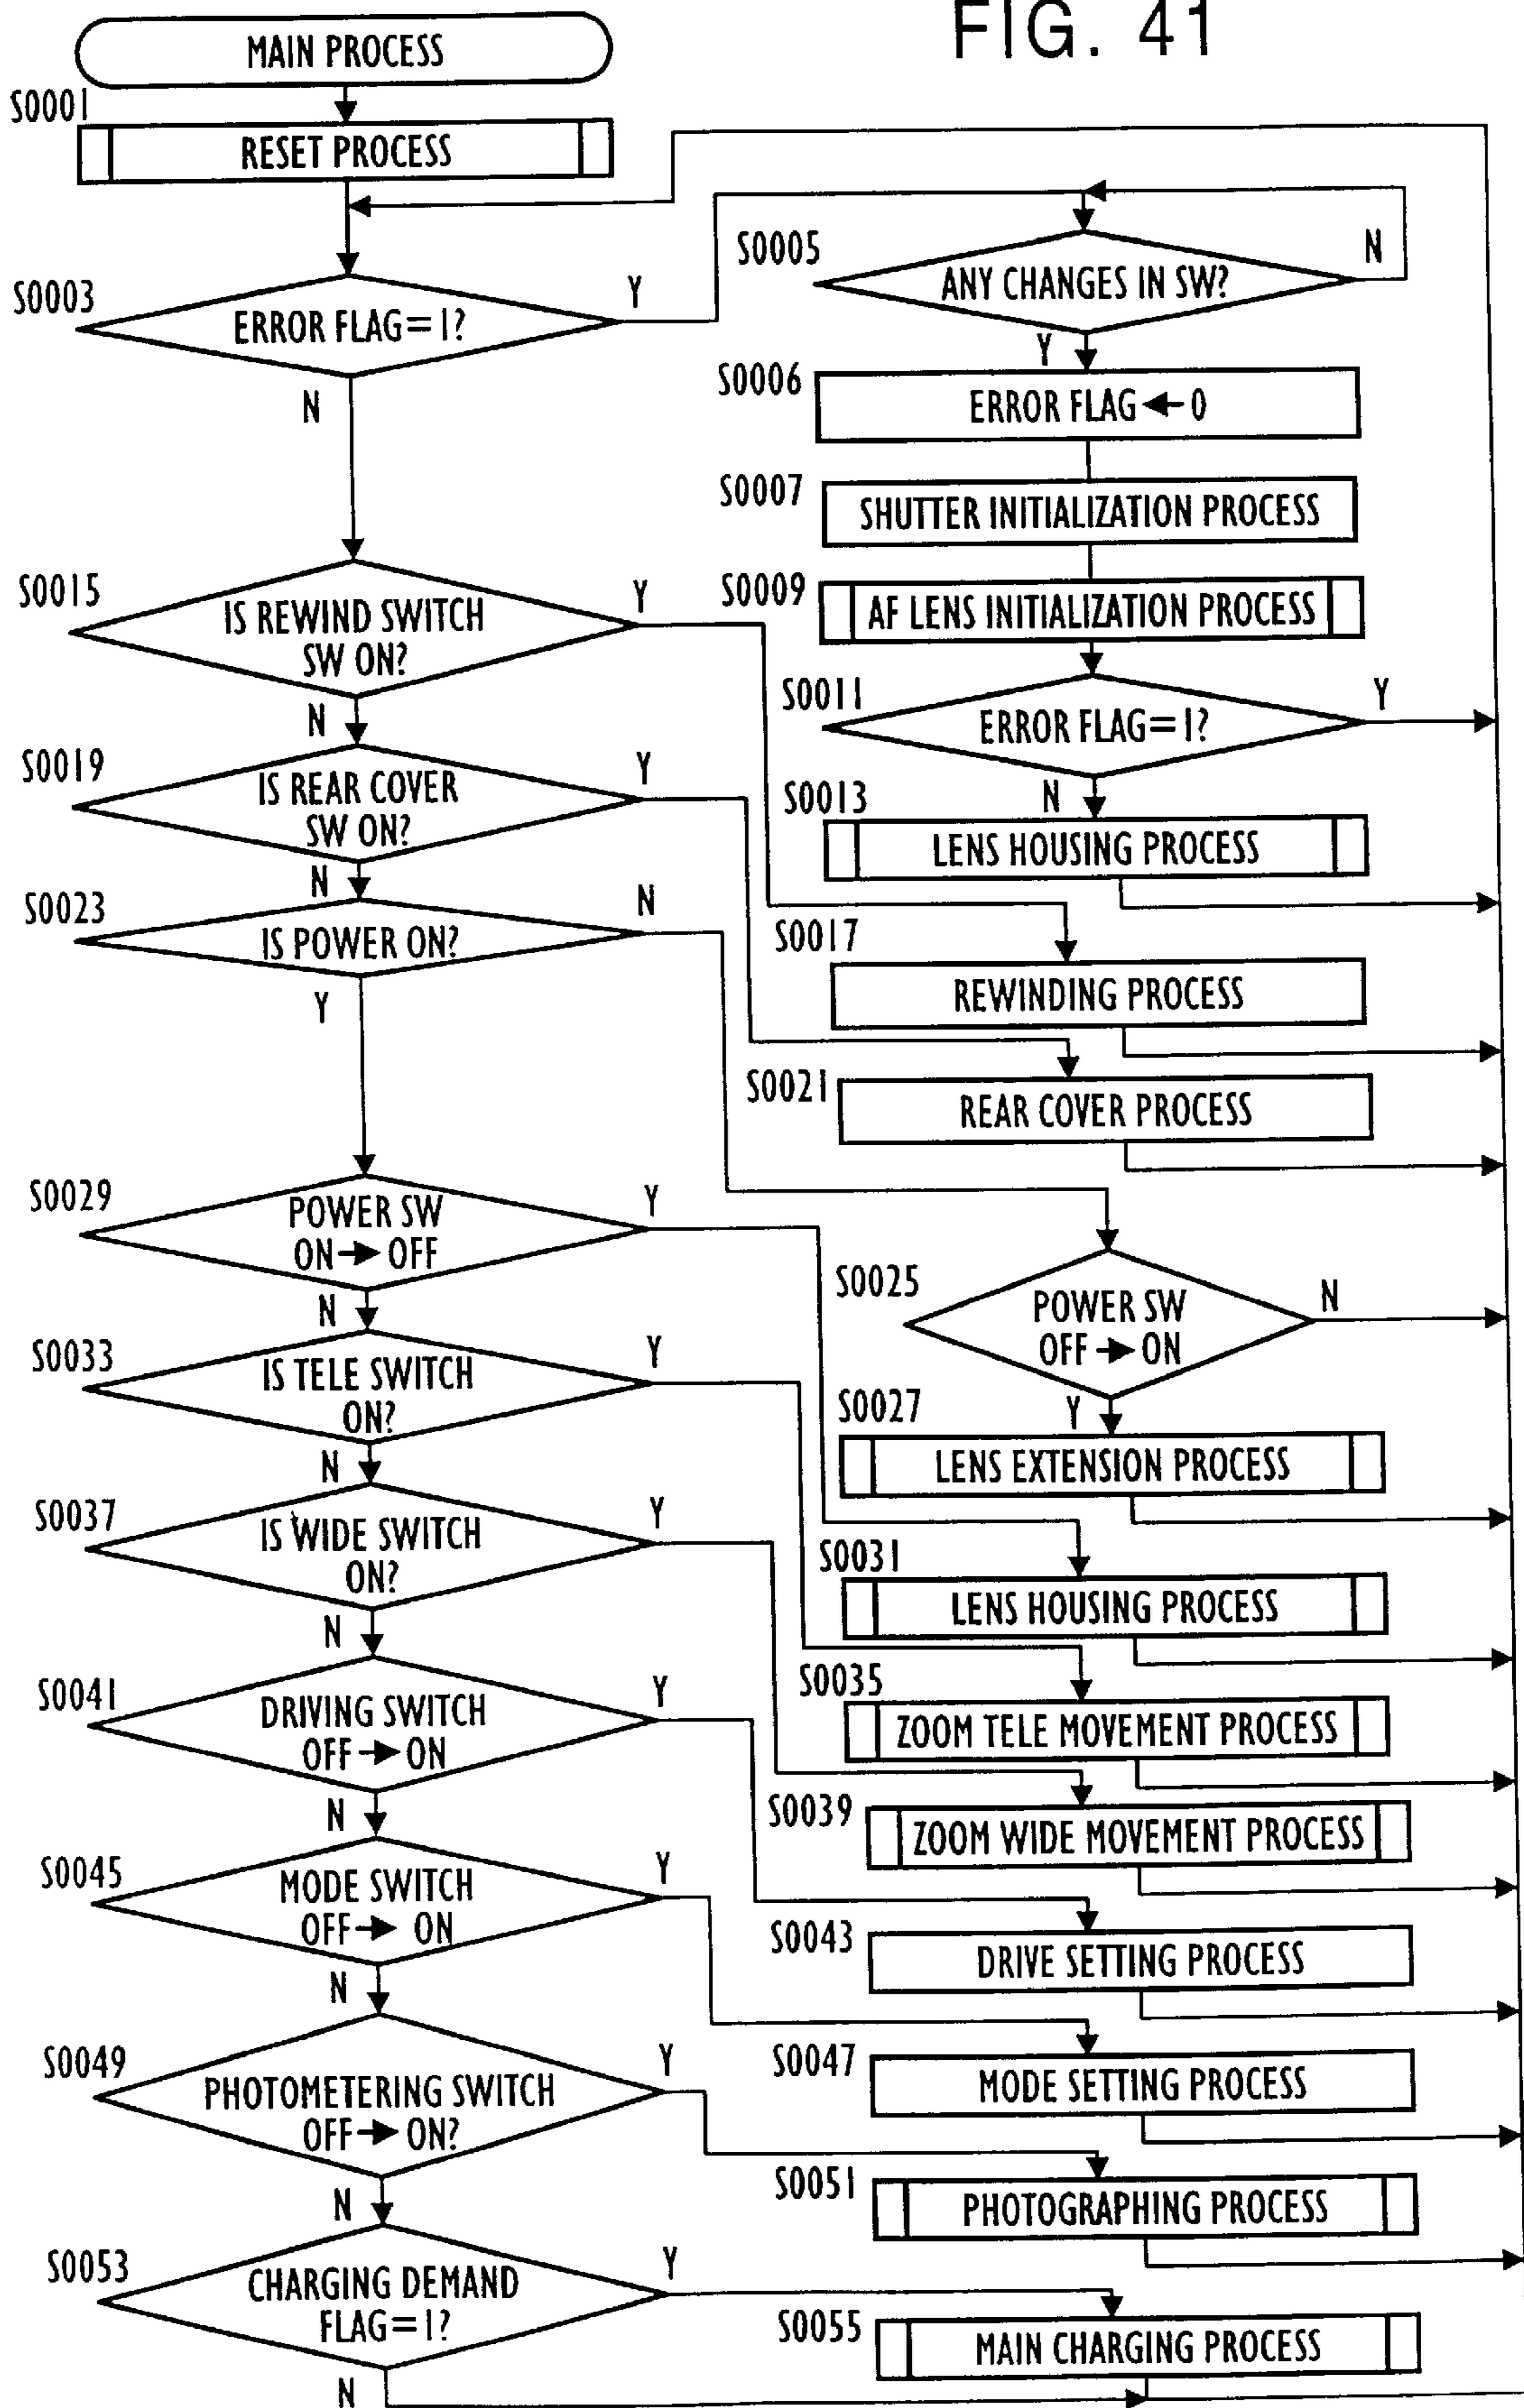 FIG. 41
MAIN PROCESS
S0001
RESET PROCESS
S0003
ERROR FLAG=1?
Y
N
S0005
ANY CHANGES IN SW?
N
Y
S0006
ERROR FLAG←0
S0007
SHUTTER INITIALIZATION PROCESS
S0009
AF LENS INITIALIZATION PROCESS
S0011
ERROR FLAG=1?
Y
N
S0013
LENS HOUSING PROCESS
S0015
IS REWIND SWITCH
SW ON?
Y
N
S0017
REWINDING PROCESS
S0019
IS REAR COVER
SW ON?
Y
N
S0021
REAR COVER PROCESS
S0023
IS POWER ON?
N
Y
S0025
POWER SW
OFF→ON
N
Y
S0027
LENS EXTENSION PROCESS
S0029
POWER SW
ON→OFF
Y
N
S0031
LENS HOUSING PROCESS
S0033
IS TELE SWITCH
ON?
Y
N
S0035
ZOOM TELE MOVEMENT PROCESS
S0037
IS WIDE SWITCH
ON?
Y
N
S0039
ZOOM WIDE MOVEMENT PROCESS
S0041
DRIVING SWITCH
OFF→ON
Y
N
S0043
DRIVE SETTING PROCESS
S0045
MODE SWITCH
OFF→ON
Y
N
S0047
MODE SETTING PROCESS
S0049
PHOTOMETERING SWITCH
OFF→ON?
Y
N
S0051
PHOTOGRAPHING PROCESS
S0053
CHARGING DEMAND
FLAG=1?
Y
N
S0055
MAIN CHARGING PROCESS